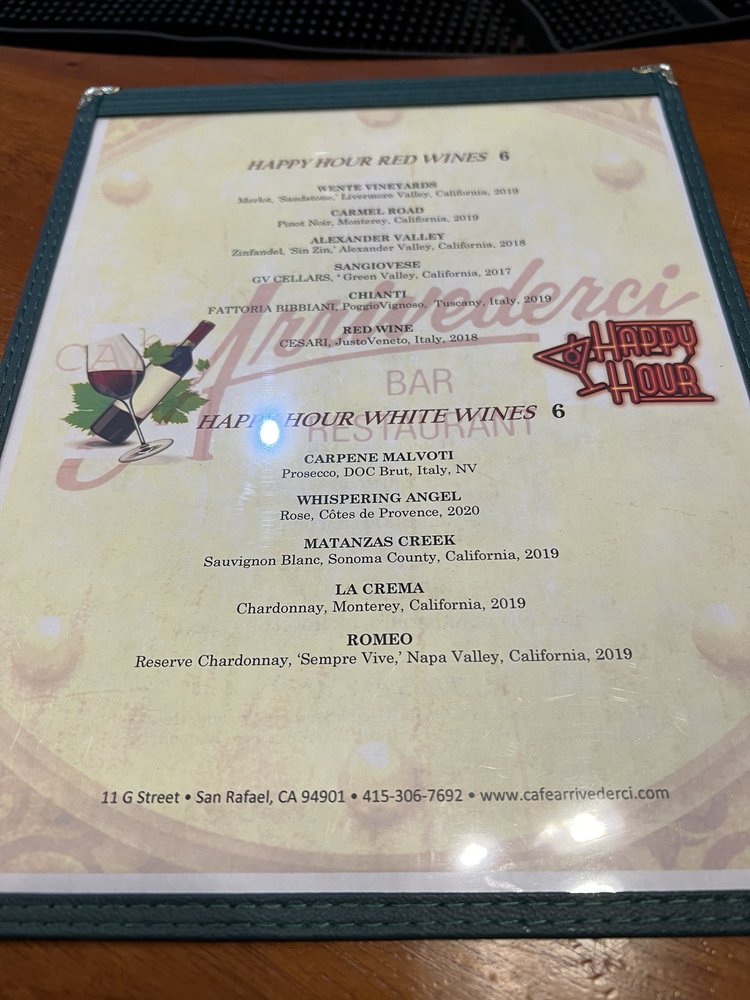 HAPPY HOUR RED WINES 6
WENTE VINEYARDS
Merlot, 'Sandstone,' Livermore Valley, California, 2019
CARMEL ROAD
Pinot Noir, Monterey, California, 2019
ALEXANDER VALLEY
Zinfandel, 'Sin Zin,' Alexander Valley, California, 2018
SANGIOVESE
GV CELLARS, ' Green Valley, California, 2017
CHIANTI
FATTORIA BIBBIANI, PoggioVignoso, Tuscany, Italy, 2019
RED WINE
CESARI, JustoVeneto, Italy, 2018
CAFE
Arrivederci
BAR
RESTAURANT
HAPPY HOUR
HAPPY HOUR WHITE WINES 6
CARPENE MALVOTI
Prosecco, DOC Brut, Italy, NV
WHISPERING ANGEL
Rose, Côtes de Provence, 2020
MATANZAS CREEK
Sauvignon Blanc, Sonoma County, California, 2019
LA CREMA
Chardonnay, Monterey, California, 2019
ROMEO
Reserve Chardonnay, 'Sempre Vive,' Napa Valley, California, 2019
11 G Street • San Rafael, CA 94901 • 415-306-7692 • www.cafearrivederci.com